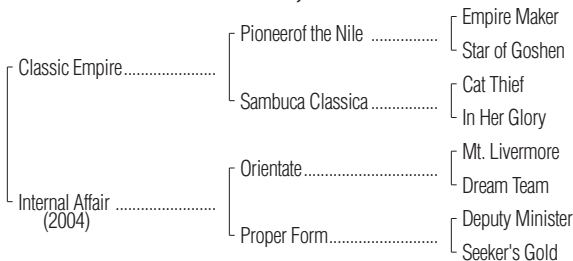 Classic Empire.....................
Internal Affair .......................
(2004)
Pioneerof the Nile ...............
Sambuca Classica...............
Orientate..............................
Proper Form........................
Empire Maker
Star of Goshen
Cat Thief
In Her Glory
Mt. Livermore
Dream Team
Deputy Minister
Seeker's Gold